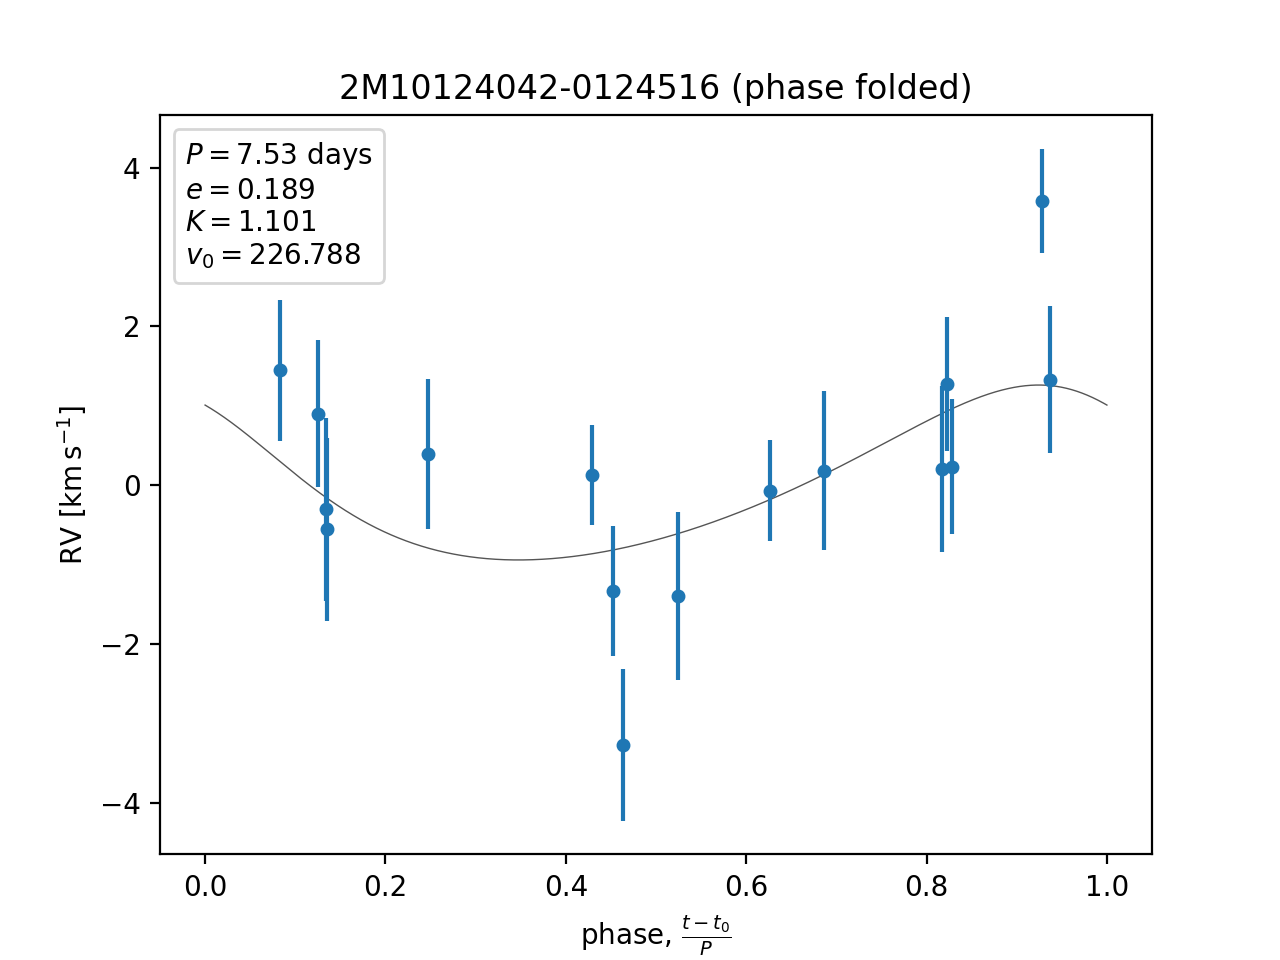 2M10124042-0124516 (phase folded)
P = 7.53 days
e = 0.189
K = 1.101
v₀ = 226.788
4
2
0
−2
−4
RV [km s⁻¹]
0.0 0.2 0.4 0.6 0.8 1.0
phase, (t − t₀)/P